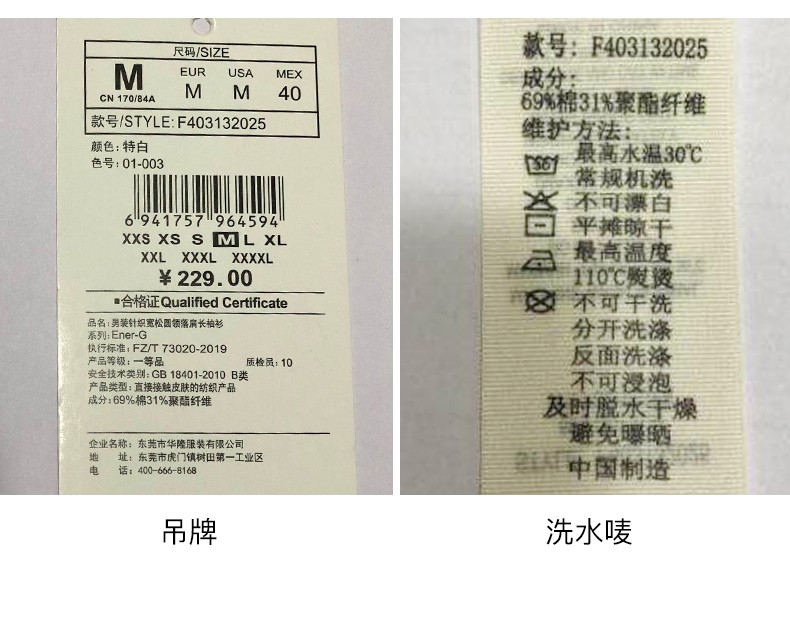 尺码/SIZE
M
CN 170/84A
EUR
M
USA
M
MEX
40
款号/STYLE: F403132025
颜色: 特白
色号: 01-003
6 941757 964594
XXS XS S M L XL
XXL XXXL XXXXL
¥229.00
合格证Qualified Certificate
品名: 男装针织宽松圆领落肩长袖衫
系列: Ener-G
执行标准: FZ/T 73020-2019
产品等级: 一等品 质检员: 10
安全技术类别: GB 18401-2010 B类
产品类型: 直接接触皮肤的纺织产品
成分: 69%棉31%聚酯纤维
企业名称: 东莞市华隆服装有限公司
地 址: 东莞市虎门镇树田第一工业区
电 话: 400-666-8168
吊牌
款号: F403132025
成分:
69%棉31%聚酯纤维
维护方法:
30
最高水温30℃
常规机洗
不可漂白
平摊晾干
最高温度
110℃熨烫
不可干洗
分开洗涤
反面洗涤
不可浸泡
及时脱水干燥
避免曝晒
中国制造
洗水唛